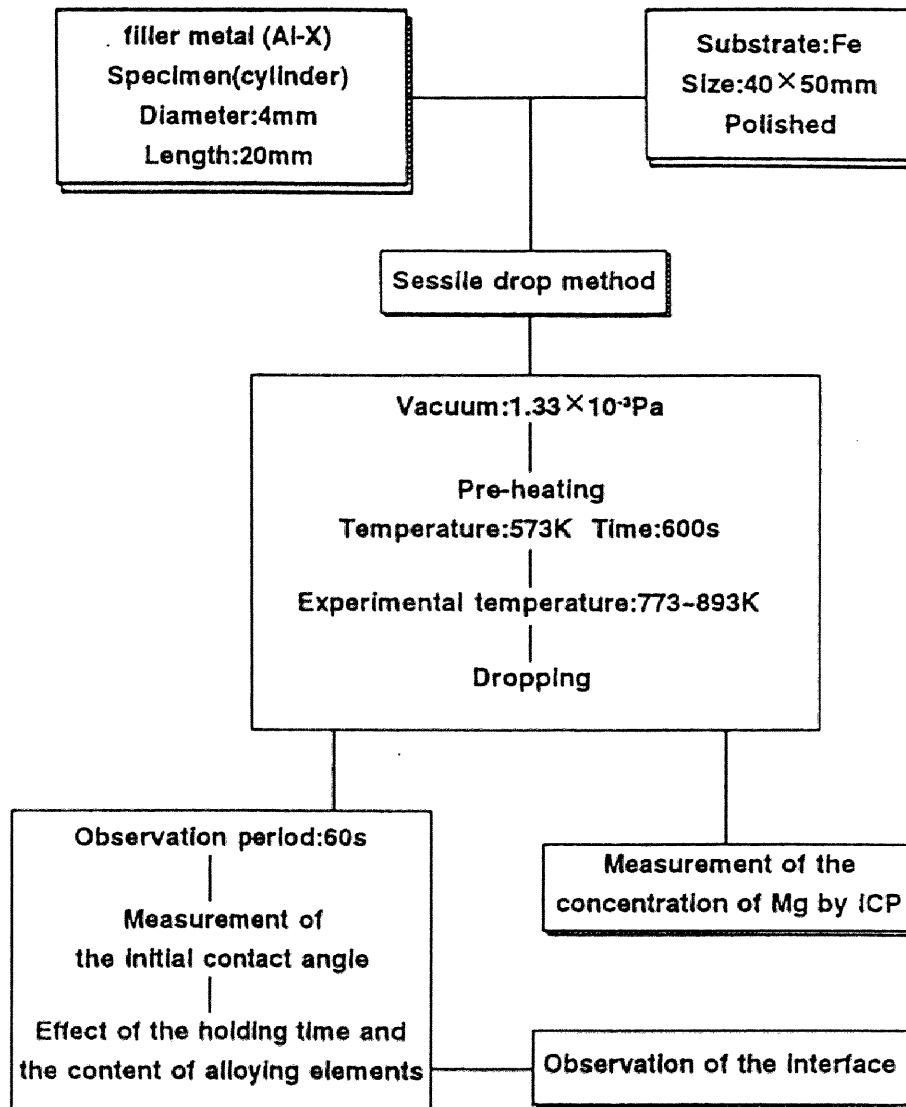 filler metal (Al-X)
Specimen(cylinder)
Diameter:4mm
Length:20mm
Substrate:Fe
Size:40×50mm
Polished
Sessile drop method
Vacuum:1.33×10⁻³Pa
Pre-heating
Temperature:573K Time:600s
Experimental temperature:773~893K
Dropping
Observation period:60s
Measurement of
the initial contact angle
Effect of the holding time and
the content of alloying elements
Measurement of the
concentration of Mg by ICP
Observation of the interface